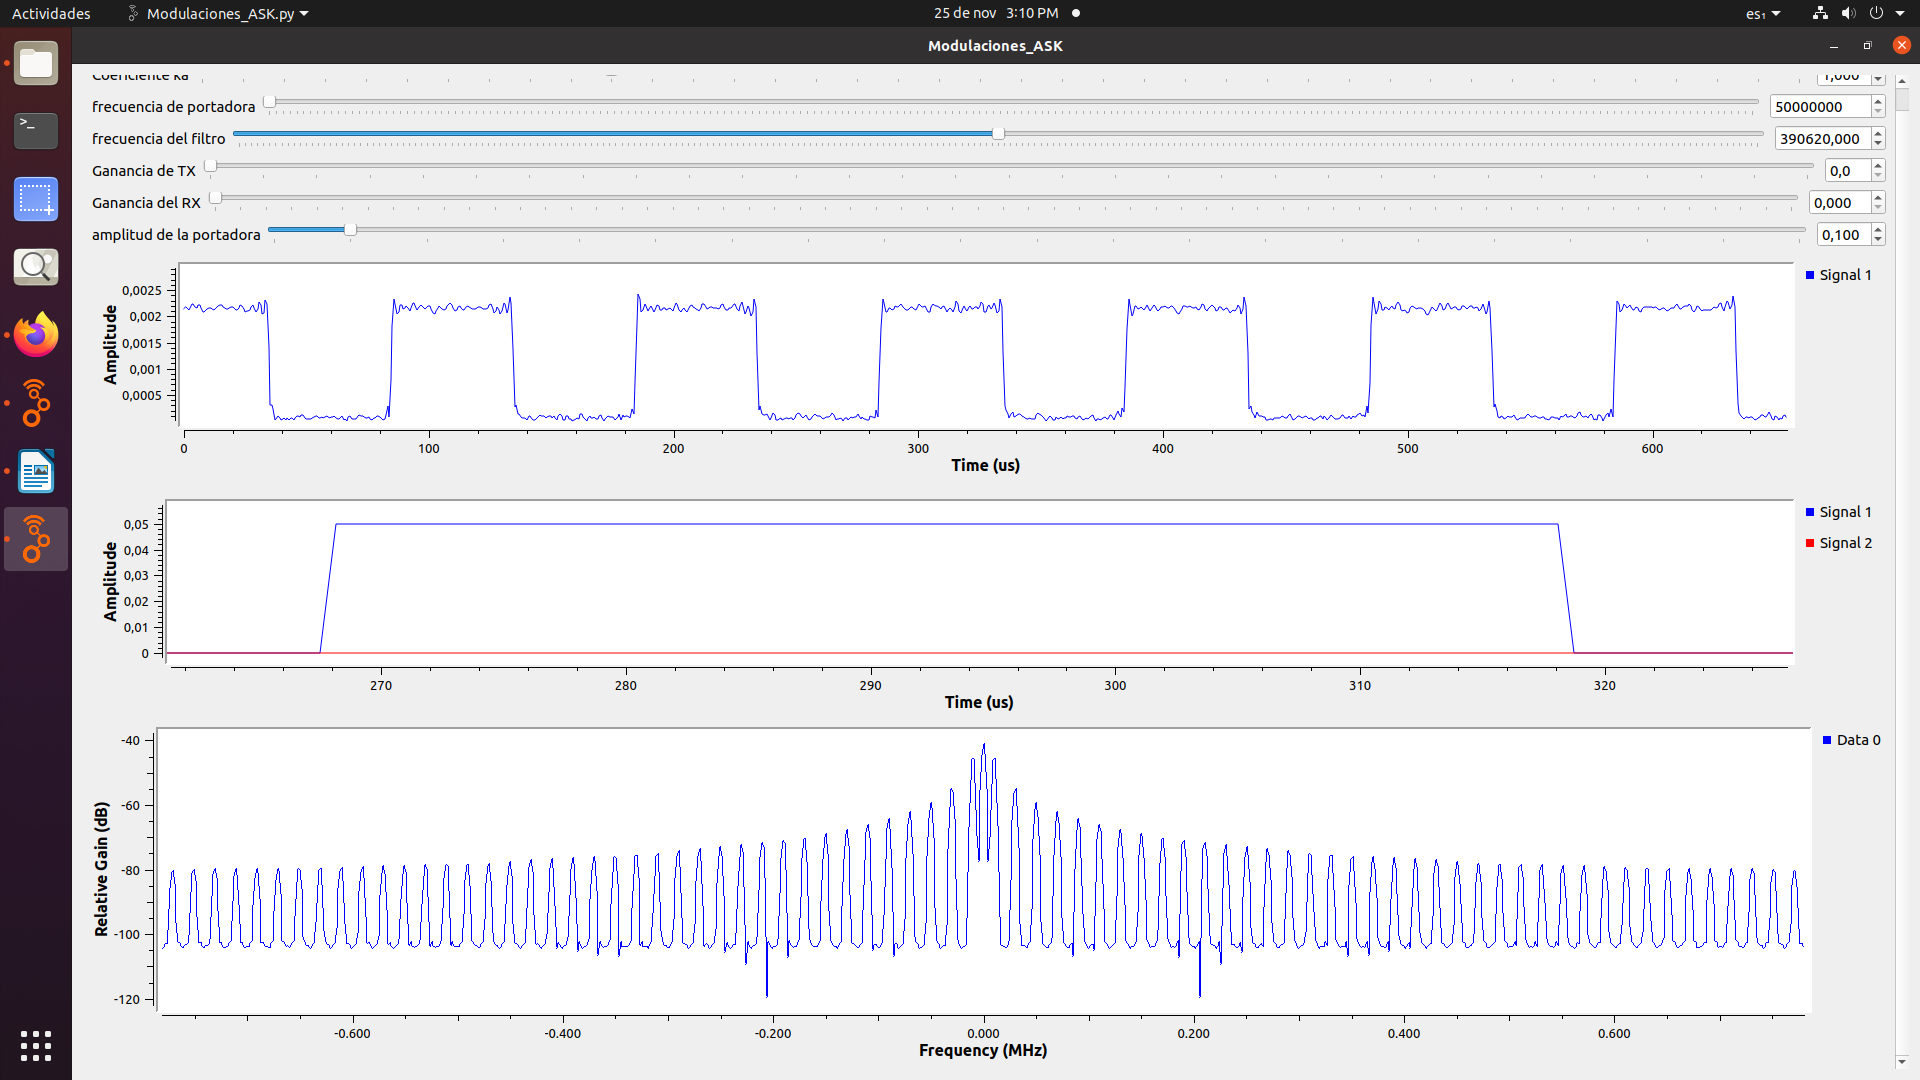 Actividades Modulaciones_ASK.py 25 de nov 3:10 PM es₁
Modulaciones_ASK
Coeficiente ka 1,000
frecuencia de portadora 50000000
frecuencia del filtro 390620,000
Ganancia de TX 0,0
Ganancia del RX 0,000
amplitud de la portadora 0,100
Signal 1
Amplitude
0,0025
0,002
0,0015
0,001
0,0005
0 100 200 300 400 500 600
Time (us)
Signal 1
Signal 2
Amplitude
0,05
0,04
0,03
0,02
0,01
0
270 280 290 300 310 320
Time (us)
Data 0
Relative Gain (dB)
-40
-60
-80
-100
-120
-0.600 -0.400 -0.200 0.000 0.200 0.400 0.600
Frequency (MHz)